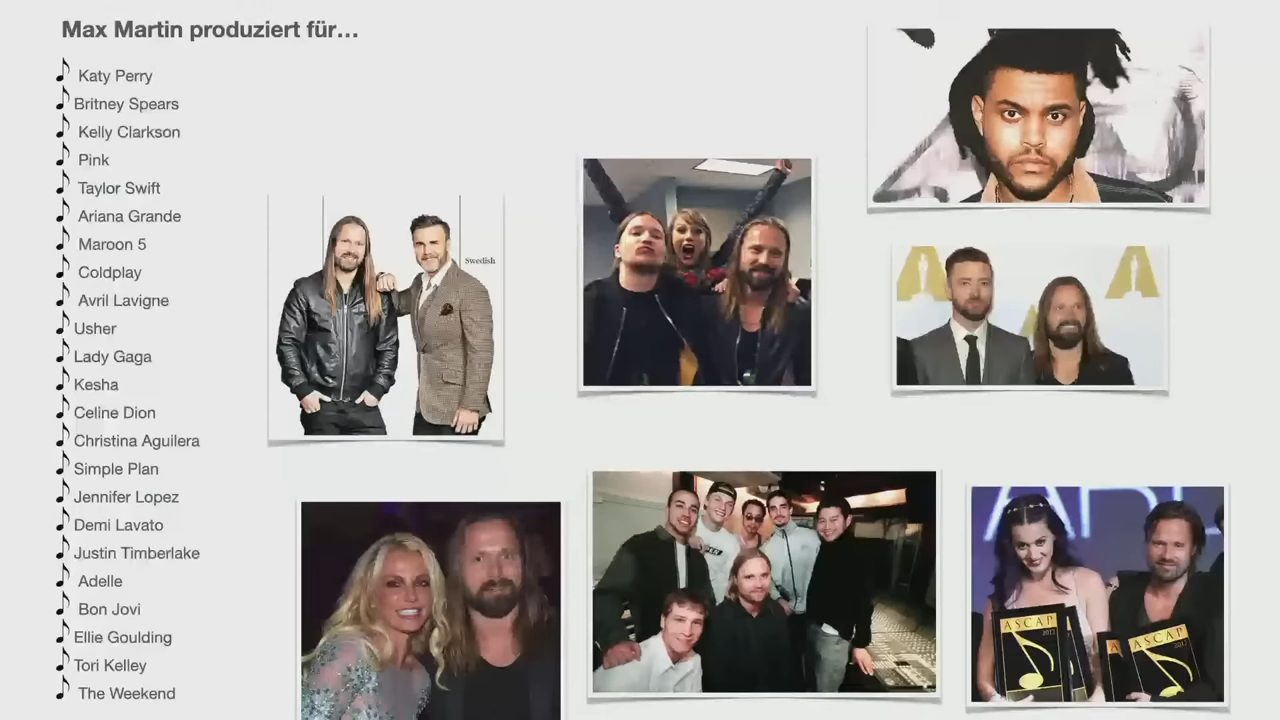 Max Martin produziert für…
Katy Perry
Britney Spears
Kelly Clarkson
Pink
Taylor Swift
Ariana Grande
Maroon 5
Coldplay
Avril Lavigne
Usher
Lady Gaga
Kesha
Celine Dion
Christina Aguilera
Simple Plan
Jennifer Lopez
Demi Lavato
Justin Timberlake
Adelle
Bon Jovi
Ellie Goulding
Tori Kelley
The Weekend
Swedish
ASCAP
2012
ASCAP
2012